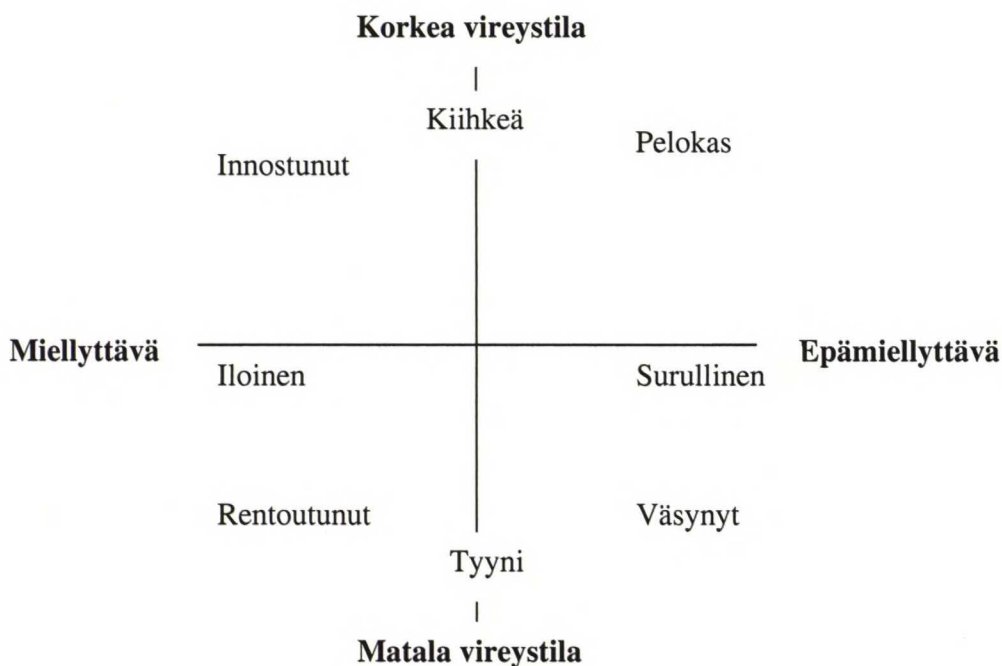 Korkea vireystila
Kiihkeä
Pelokas
Innostunut
Miellyttävä
Epämiellyttävä
Iloinen
Surullinen
Rentoutunut
Väsynyt
Tyyni
Matala vireystila